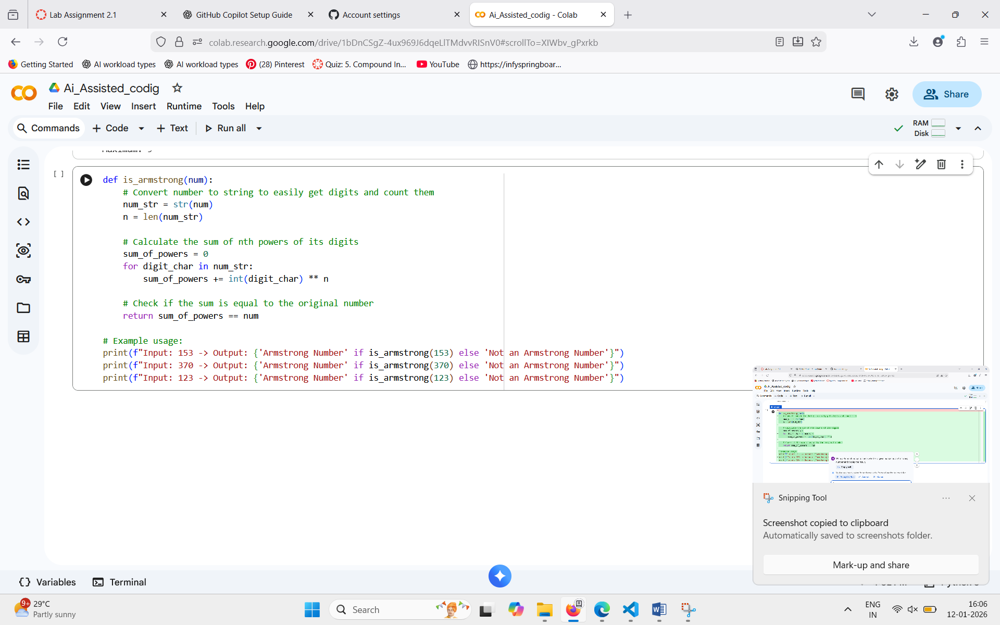 Lab Assignment 2.1
GitHub Copilot Setup Guide
Account settings
Ai_Assisted_codig - Colab
colab.research.google.com/drive/1bDnCSgZ-4ux969J6dqeLlTMdvvRISnV0#scrollTo=XIWbv_gPxrkb
Getting Started
AI workload types
AI workload types
(28) Pinterest
Quiz: 5. Compound In...
YouTube
https://infyspringboar...
Ai_Assisted_codig
File Edit View Insert Runtime Tools Help
Share
Commands
+ Code
+ Text
Run all
RAM
Disk
[ ]
def is_armstrong(num):
# Convert number to string to easily get digits and count them
num_str = str(num)
n = len(num_str)
# Calculate the sum of nth powers of its digits
sum_of_powers = 0
for digit_char in num_str:
sum_of_powers += int(digit_char) ** n
# Check if the sum is equal to the original number
return sum_of_powers == num
# Example usage:
print(f"Input: 153 -> Output: {'Armstrong Number' if is_armstrong(153) else 'Not an Armstrong Number'}")
print(f"Input: 370 -> Output: {'Armstrong Number' if is_armstrong(370) else 'Not an Armstrong Number'}")
print(f"Input: 123 -> Output: {'Armstrong Number' if is_armstrong(123) else 'Not an Armstrong Number'}")
Snipping Tool
Screenshot copied to clipboard
Automatically saved to screenshots folder.
Mark-up and share
Variables
Terminal
9+
29°C
Partly sunny
Search
ENG
IN
16:06
12-01-2026